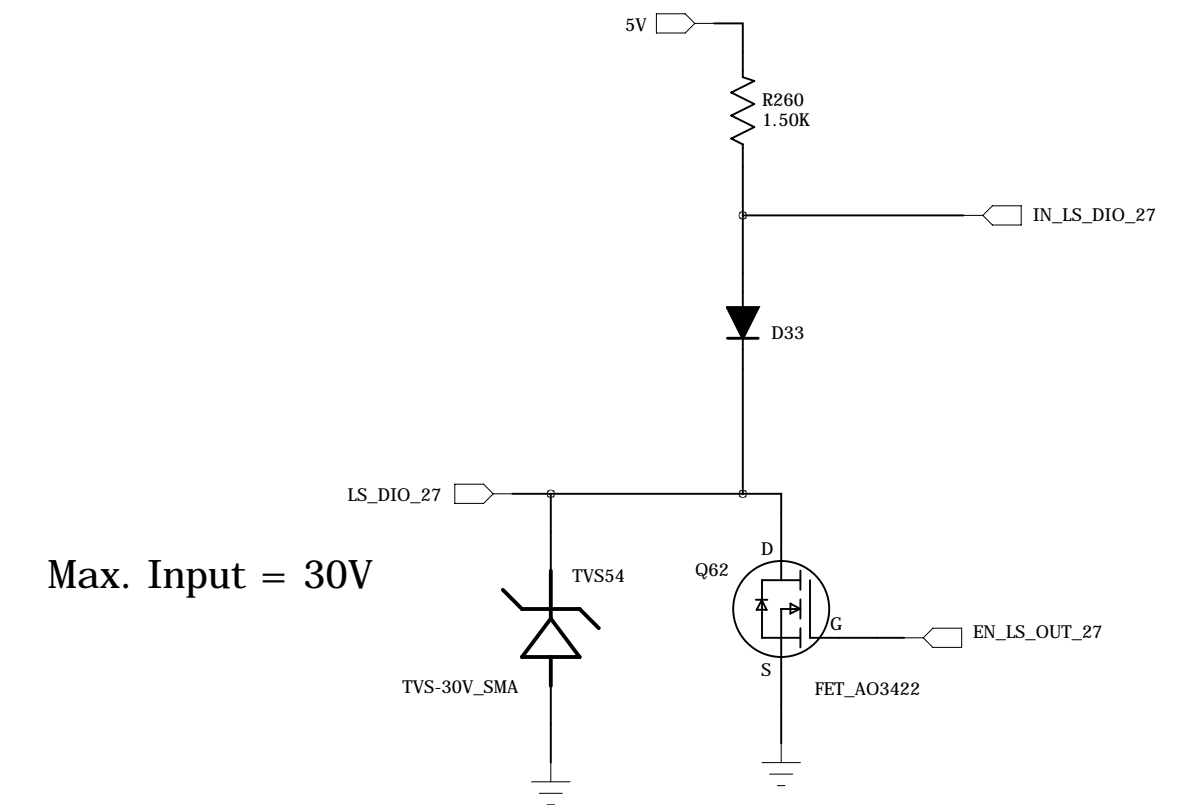 5V
R260
1.50K
IN_LS_DIO_27
D33
LS_DIO_27
D
Q62
Max. Input = 30V
TVS54
G
EN_LS_OUT_27
S
TVS-30V_SMA
FET_AO3422